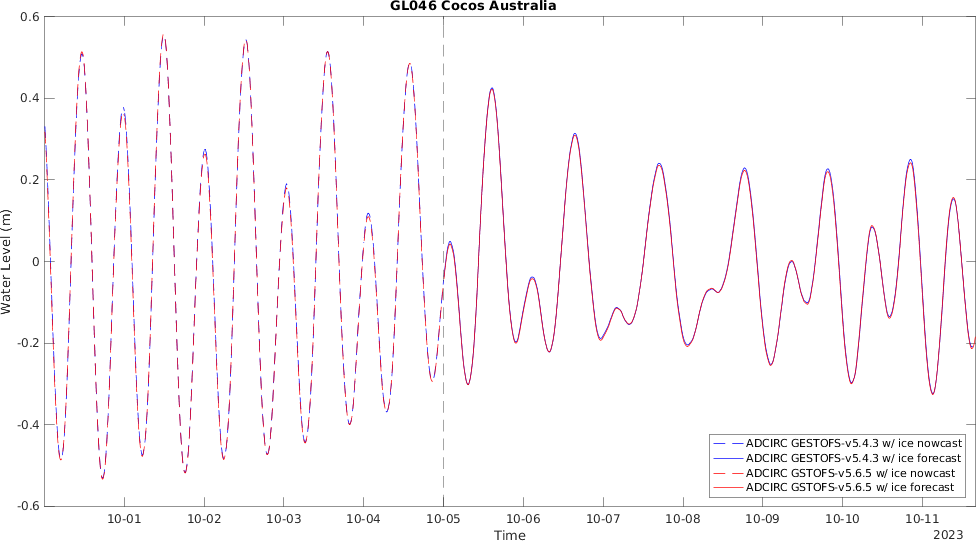 GL046 Cocos Australia
Water Level (m)
0.6
0.4
0.2
0
-0.2
-0.4
-0.6
ADCIRC GESTOFS-v5.4.3 w/ ice nowcast
ADCIRC GESTOFS-v5.4.3 w/ ice forecast
ADCIRC GSTOFS-v5.6.5 w/ ice nowcast
ADCIRC GSTOFS-v5.6.5 w/ ice forecast
10-01 10-02 10-03 10-04 10-05 10-06 10-07 10-08 10-09 10-10 10-11
Time
2023